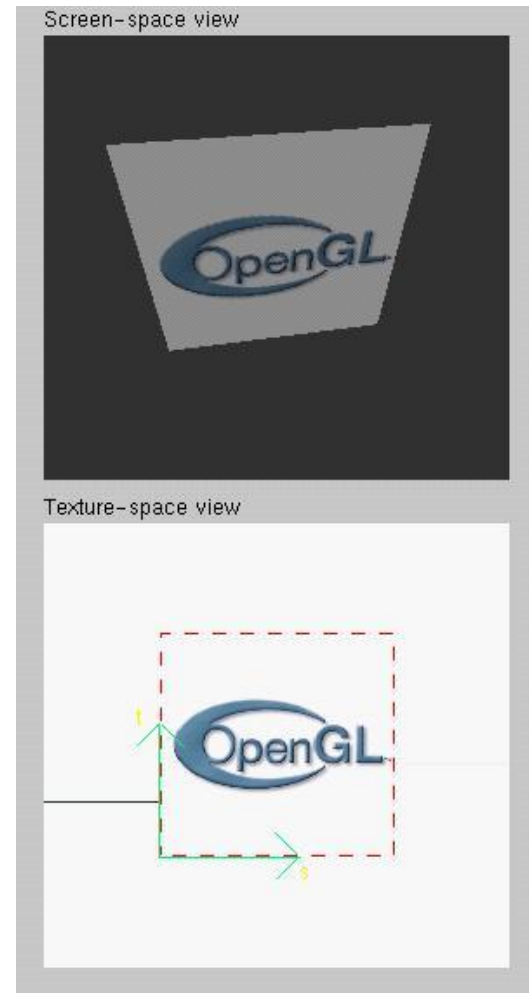 Screen-space view
OpenGL
Texture-space view
t
OpenGL
s